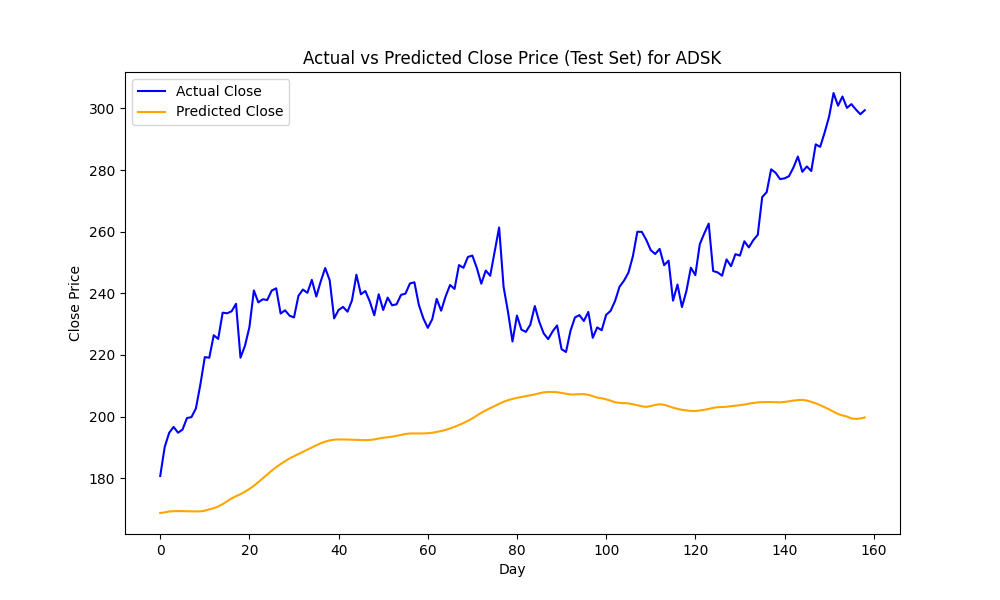 Actual vs Predicted Close Price (Test Set) for ADSK
Actual Close
Predicted Close
300
280
260
240
220
200
180
Close Price
0 20 40 60 80 100 120 140 160
Day